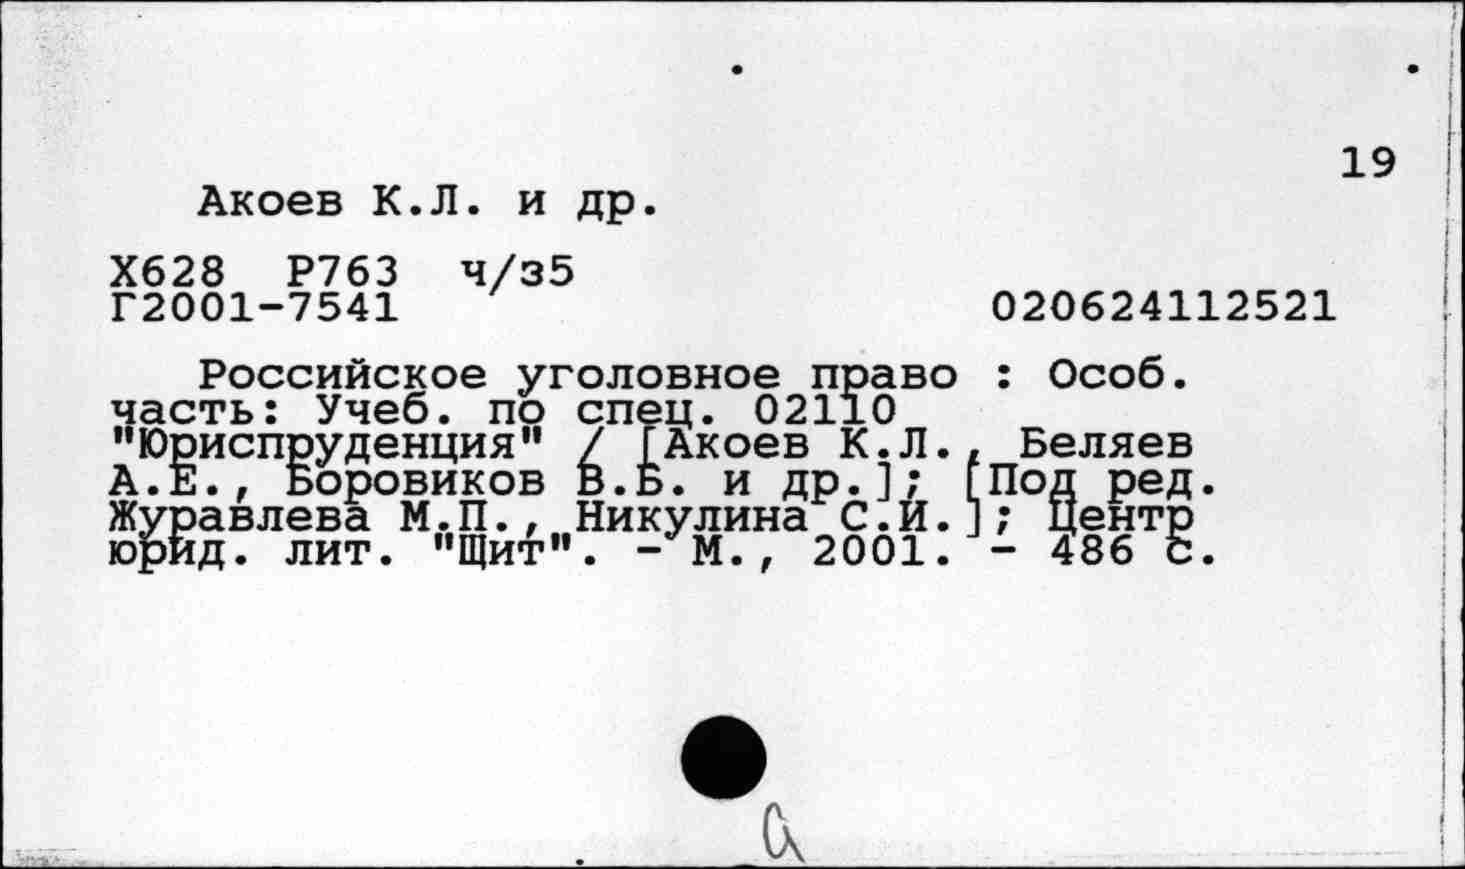 19
Акоев К.Л. и др.
Х628 Р763 ч/з5
Г2001-7541 020624112521
Российское уголовное право : Особ.
часть: Учеб. по спец. 02110
"Юриспруденция" / [Акоев К.Л., Беляев
А.Е., Боровиков В.Б. и др.]; [Под ред.
Журавлева М.П., Никулина С.И.]; Центр
юрид. лит. "Щит". - М., 2001. - 486 с.